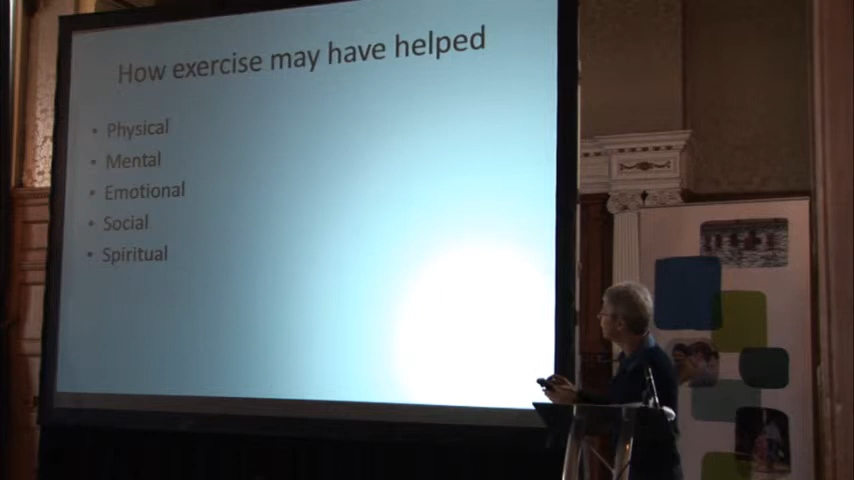 How exercise may have helped
• Physical
• Mental
• Emotional
• Social
• Spiritual